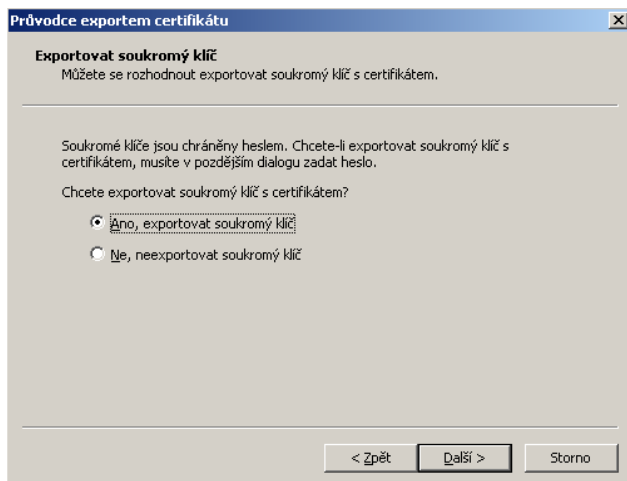 Průvodce exportem certifikátu
Exportovat soukromý klíč
Můžete se rozhodnout exportovat soukromý klíč s certifikátem.
Soukromé klíče jsou chráněny heslem. Chcete-li exportovat soukromý klíč s
certifikátem, musíte v pozdějším dialogu zadat heslo.
Chcete exportovat soukromý klíč s certifikátem?
Ano, exportovat soukromý klíč
Ne, neexportovat soukromý klíč
< Zpět Další > Storno